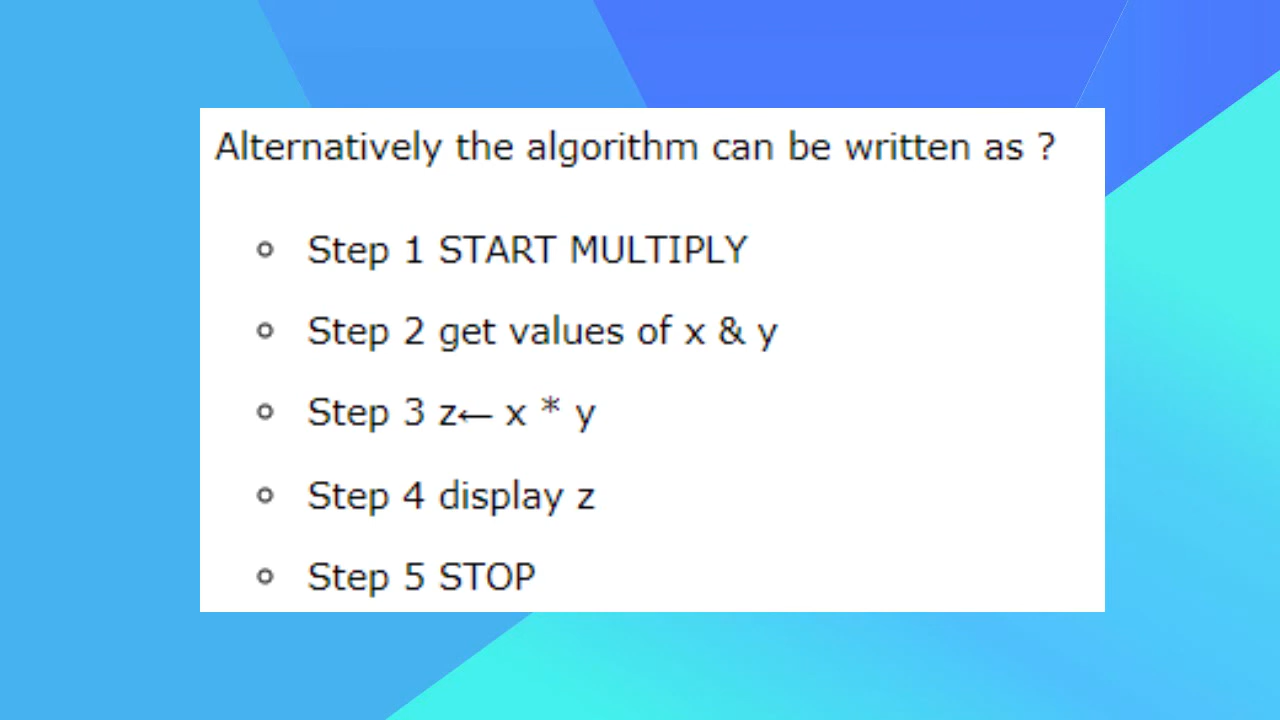 Alternatively the algorithm can be written as ?
Step 1 START MULTIPLY
Step 2 get values of x & y
Step 3 z← x * y
Step 4 display z
Step 5 STOP